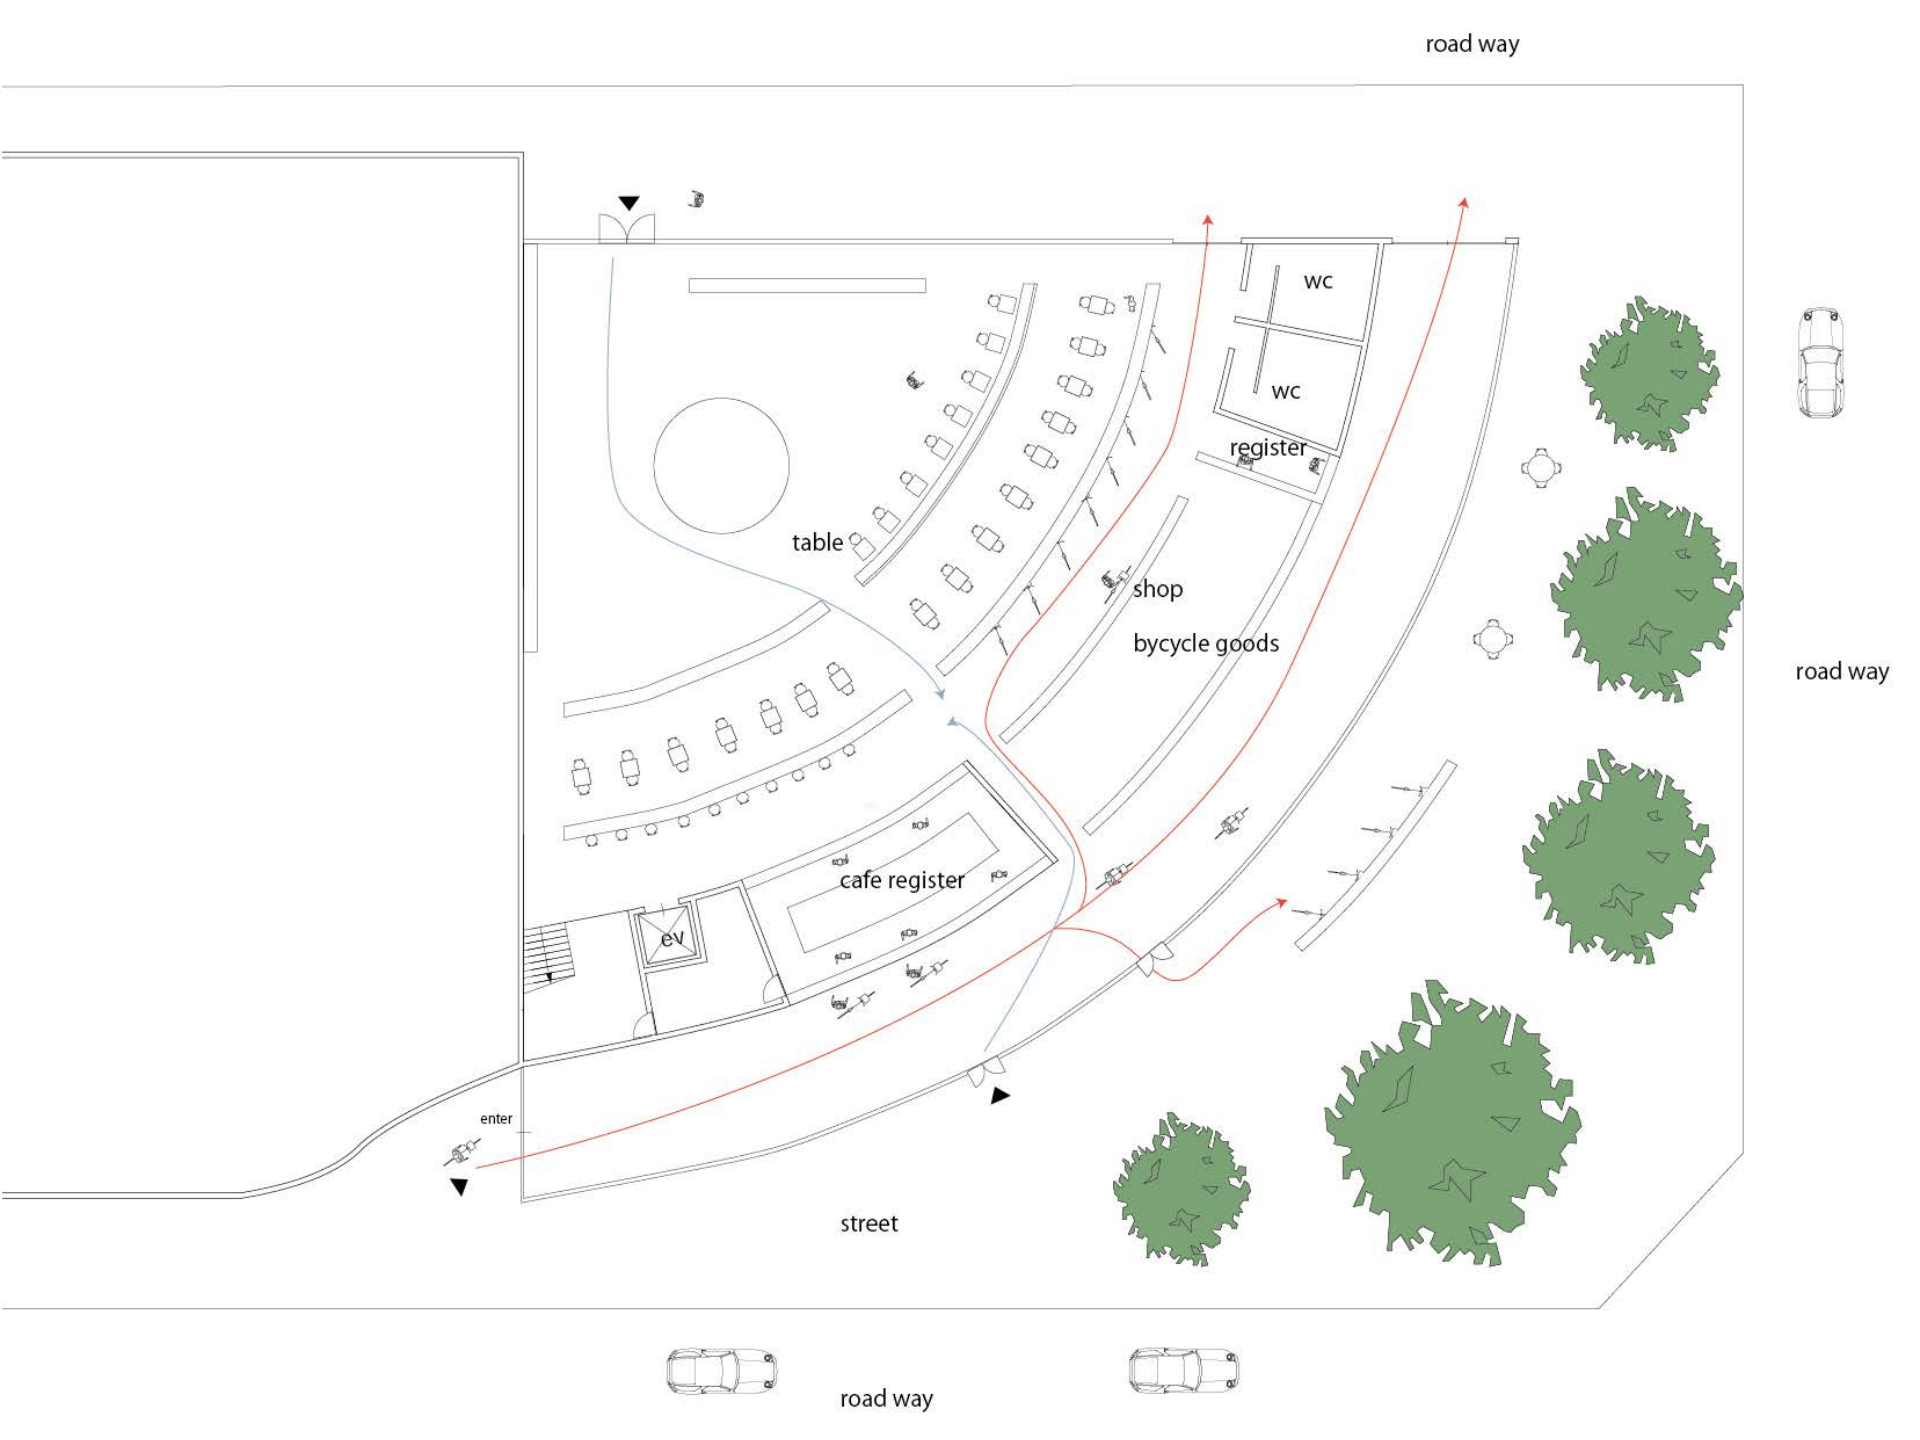 road way
wc
wc
register
table
shop
bycycle goods
road way
cafe register
ev
enter
street
road way